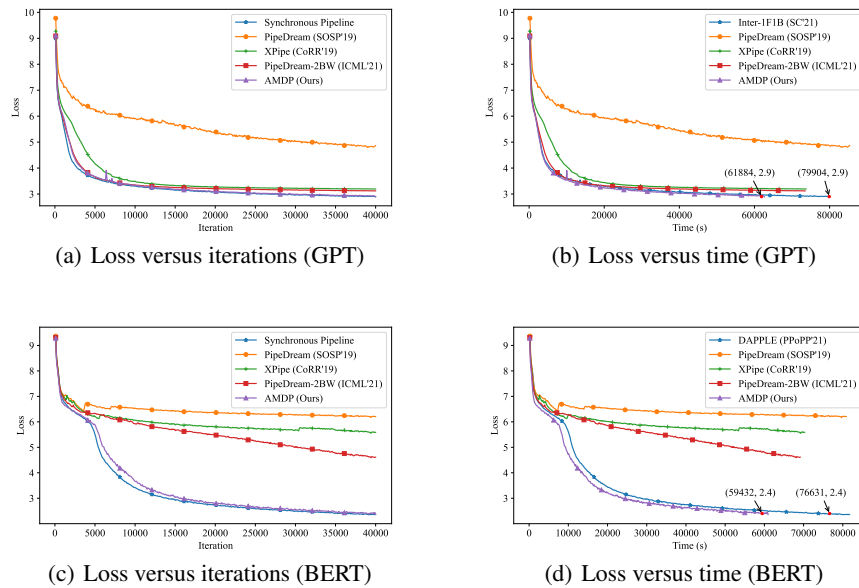 10
9
8
7
6
5
4
3
Loss
0 5000 10000 15000 20000 25000 30000 35000 40000
Iteration
Synchronous Pipeline
PipeDream (SOSP'19)
XPipe (CoRR'19)
PipeDream-2BW (ICML'21)
AMDP (Ours)
(a) Loss versus iterations (GPT)
10
9
8
7
6
5
4
3
Loss
0 20000 40000 60000 80000
Time (s)
Inter-1F1B (SC'21)
PipeDream (SOSP'19)
XPipe (CoRR'19)
PipeDream-2BW (ICML'21)
AMDP (Ours)
(61884, 2.9)
(79904, 2.9)
(b) Loss versus time (GPT)
9
8
7
6
5
4
3
Loss
0 5000 10000 15000 20000 25000 30000 35000 40000
Iteration
Synchronous Pipeline
PipeDream (SOSP'19)
XPipe (CoRR'19)
PipeDream-2BW (ICML'21)
AMDP (Ours)
(c) Loss versus iterations (BERT)
9
8
7
6
5
4
3
Loss
0 10000 20000 30000 40000 50000 60000 70000 80000
Time (s)
DAPPLE (PPoPP'21)
PipeDream (SOSP'19)
XPipe (CoRR'19)
PipeDream-2BW (ICML'21)
AMDP (Ours)
(59432, 2.4)
(76631, 2.4)
(d) Loss versus time (BERT)